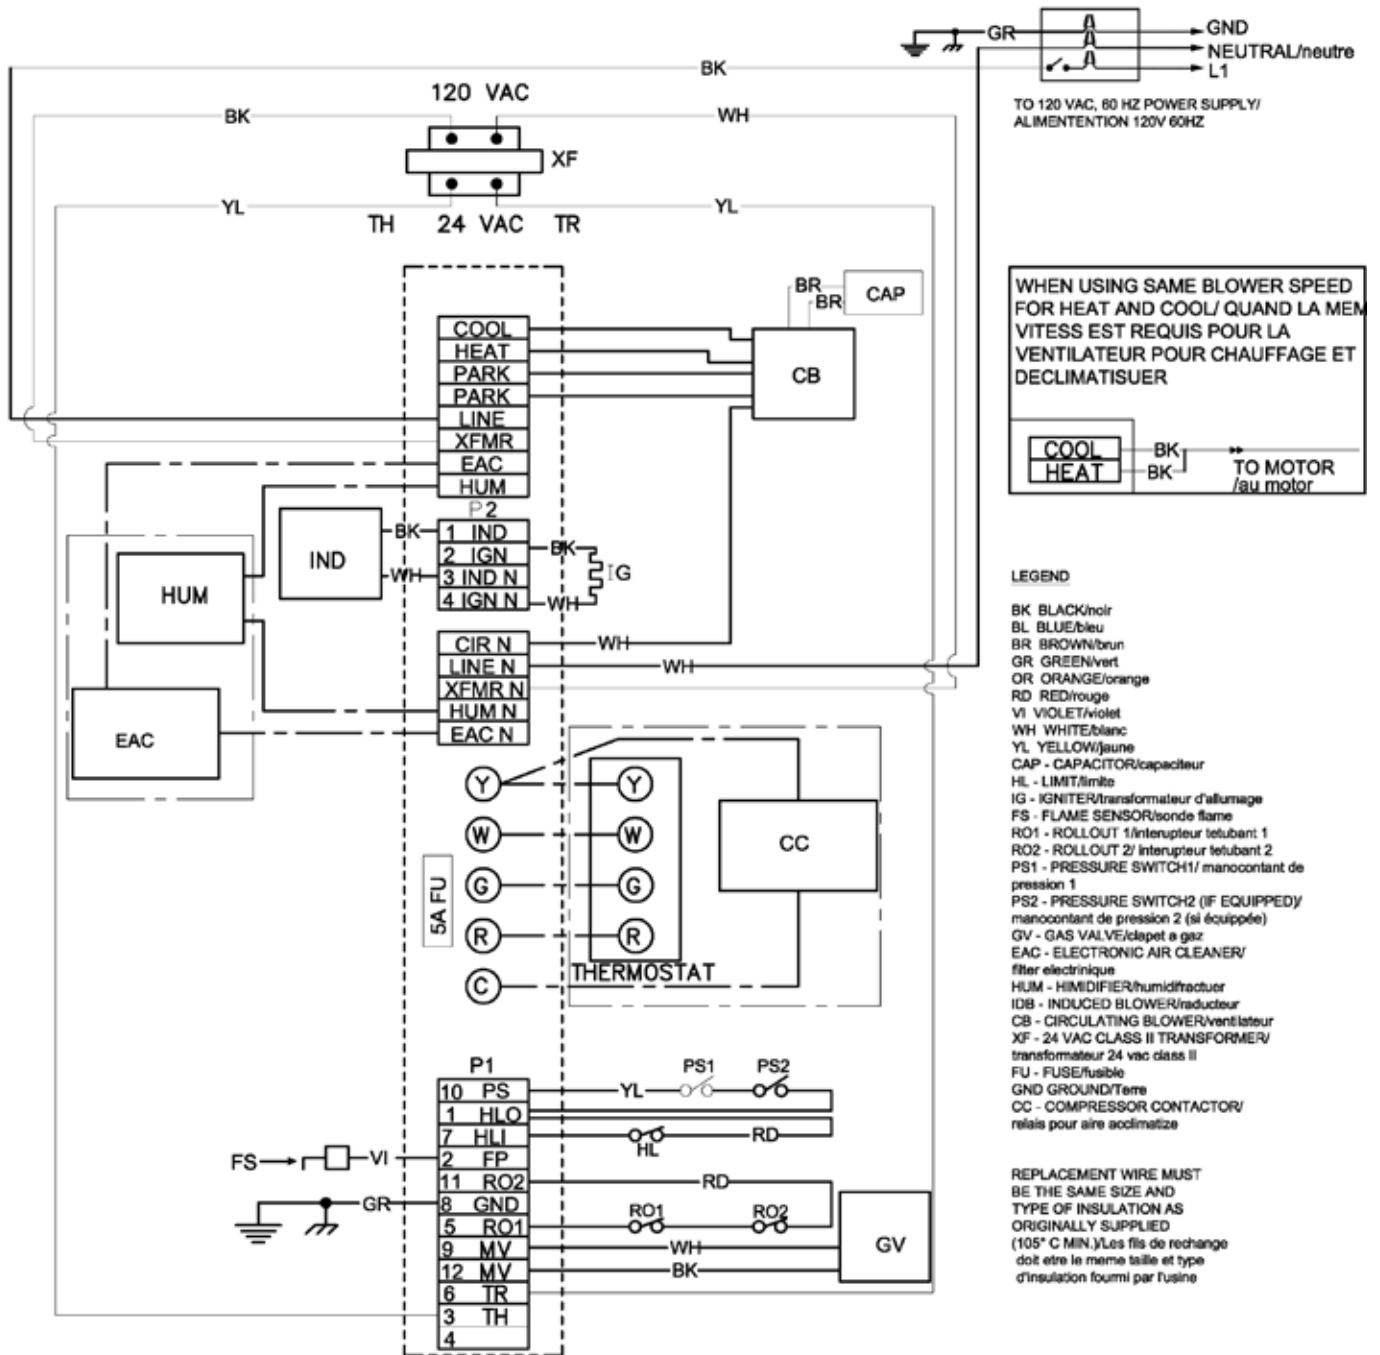 GR
GND
NEUTRAL/neutre
L1
TO 120 VAC, 60 HZ POWER SUPPLY/
ALIMENTENTION 120V 60HZ
BK
120 VAC
BK
WH
XF
YL
YL
TH 24 VAC TR
BR
BR
CAP
CB
COOL
HEAT
PARK
PARK
LINE
XFMR
EAC
HUM
P2
1 IND
2 IGN
3 IND N
4 IGN N
BK
WH
BK
WH
IG
IND
HUM
EAC
CIR N
LINE N
XFMR N
HUM N
EAC N
WH
WH
Y
W
G
R
C
5A FU
Y
W
G
R
THERMOSTAT
CC
P1
10 PS
1 HLO
7 HLI
2 FP
11 RO2
8 GND
5 RO1
9 MV
12 MV
6 TR
3 TH
4
YL
PS1
PS2
HL
RD
FS
VI
RD
GR
RO1
RO2
WH
BK
GV
WHEN USING SAME BLOWER SPEED
FOR HEAT AND COOL/ QUAND LA MEM
VITESS EST REQUIS POUR LA
VENTILATEUR POUR CHAUFFAGE ET
DECLIMATISUER
COOL
HEAT
BK
BK
TO MOTOR
/au motor
LEGEND
BK BLACK/noir
BL BLUE/bleu
BR BROWN/brun
GR GREEN/vert
OR ORANGE/orange
RD RED/rouge
VI VIOLET/violet
WH WHITE/blanc
YL YELLOW/jaune
CAP - CAPACITOR/capaciteur
HL - LIMIT/limite
IG - IGNITER/transformateur d'allumage
FS - FLAME SENSOR/sonde flame
RO1 - ROLLOUT 1/interupteur tetubant 1
RO2 - ROLLOUT 2/ interupteur tetubant 2
PS1 - PRESSURE SWITCH1/ manocontant de
pression 1
PS2 - PRESSURE SWITCH2 (IF EQUIPPED)/
manocontant de pression 2 (si équippée)
GV - GAS VALVE/clapet a gaz
EAC - ELECTRONIC AIR CLEANER/
filter electrinique
HUM - HIMIDIFIER/humidifractuer
IDB - INDUCED BLOWER/raducteur
CB - CIRCULATING BLOWER/ventilateur
XF - 24 VAC CLASS II TRANSFORMER/
transformateur 24 vac class II
FU - FUSE/fusible
GND GROUND/Terre
CC - COMPRESSOR CONTACTOR/
relais pour aire acclimatize
REPLACEMENT WIRE MUST
BE THE SAME SIZE AND
TYPE OF INSULATION AS
ORIGINALLY SUPPLIED
(105° C MIN.)/Les fils de rechange
doit etre le meme taille et type
d'insulation fourmi par l'usine